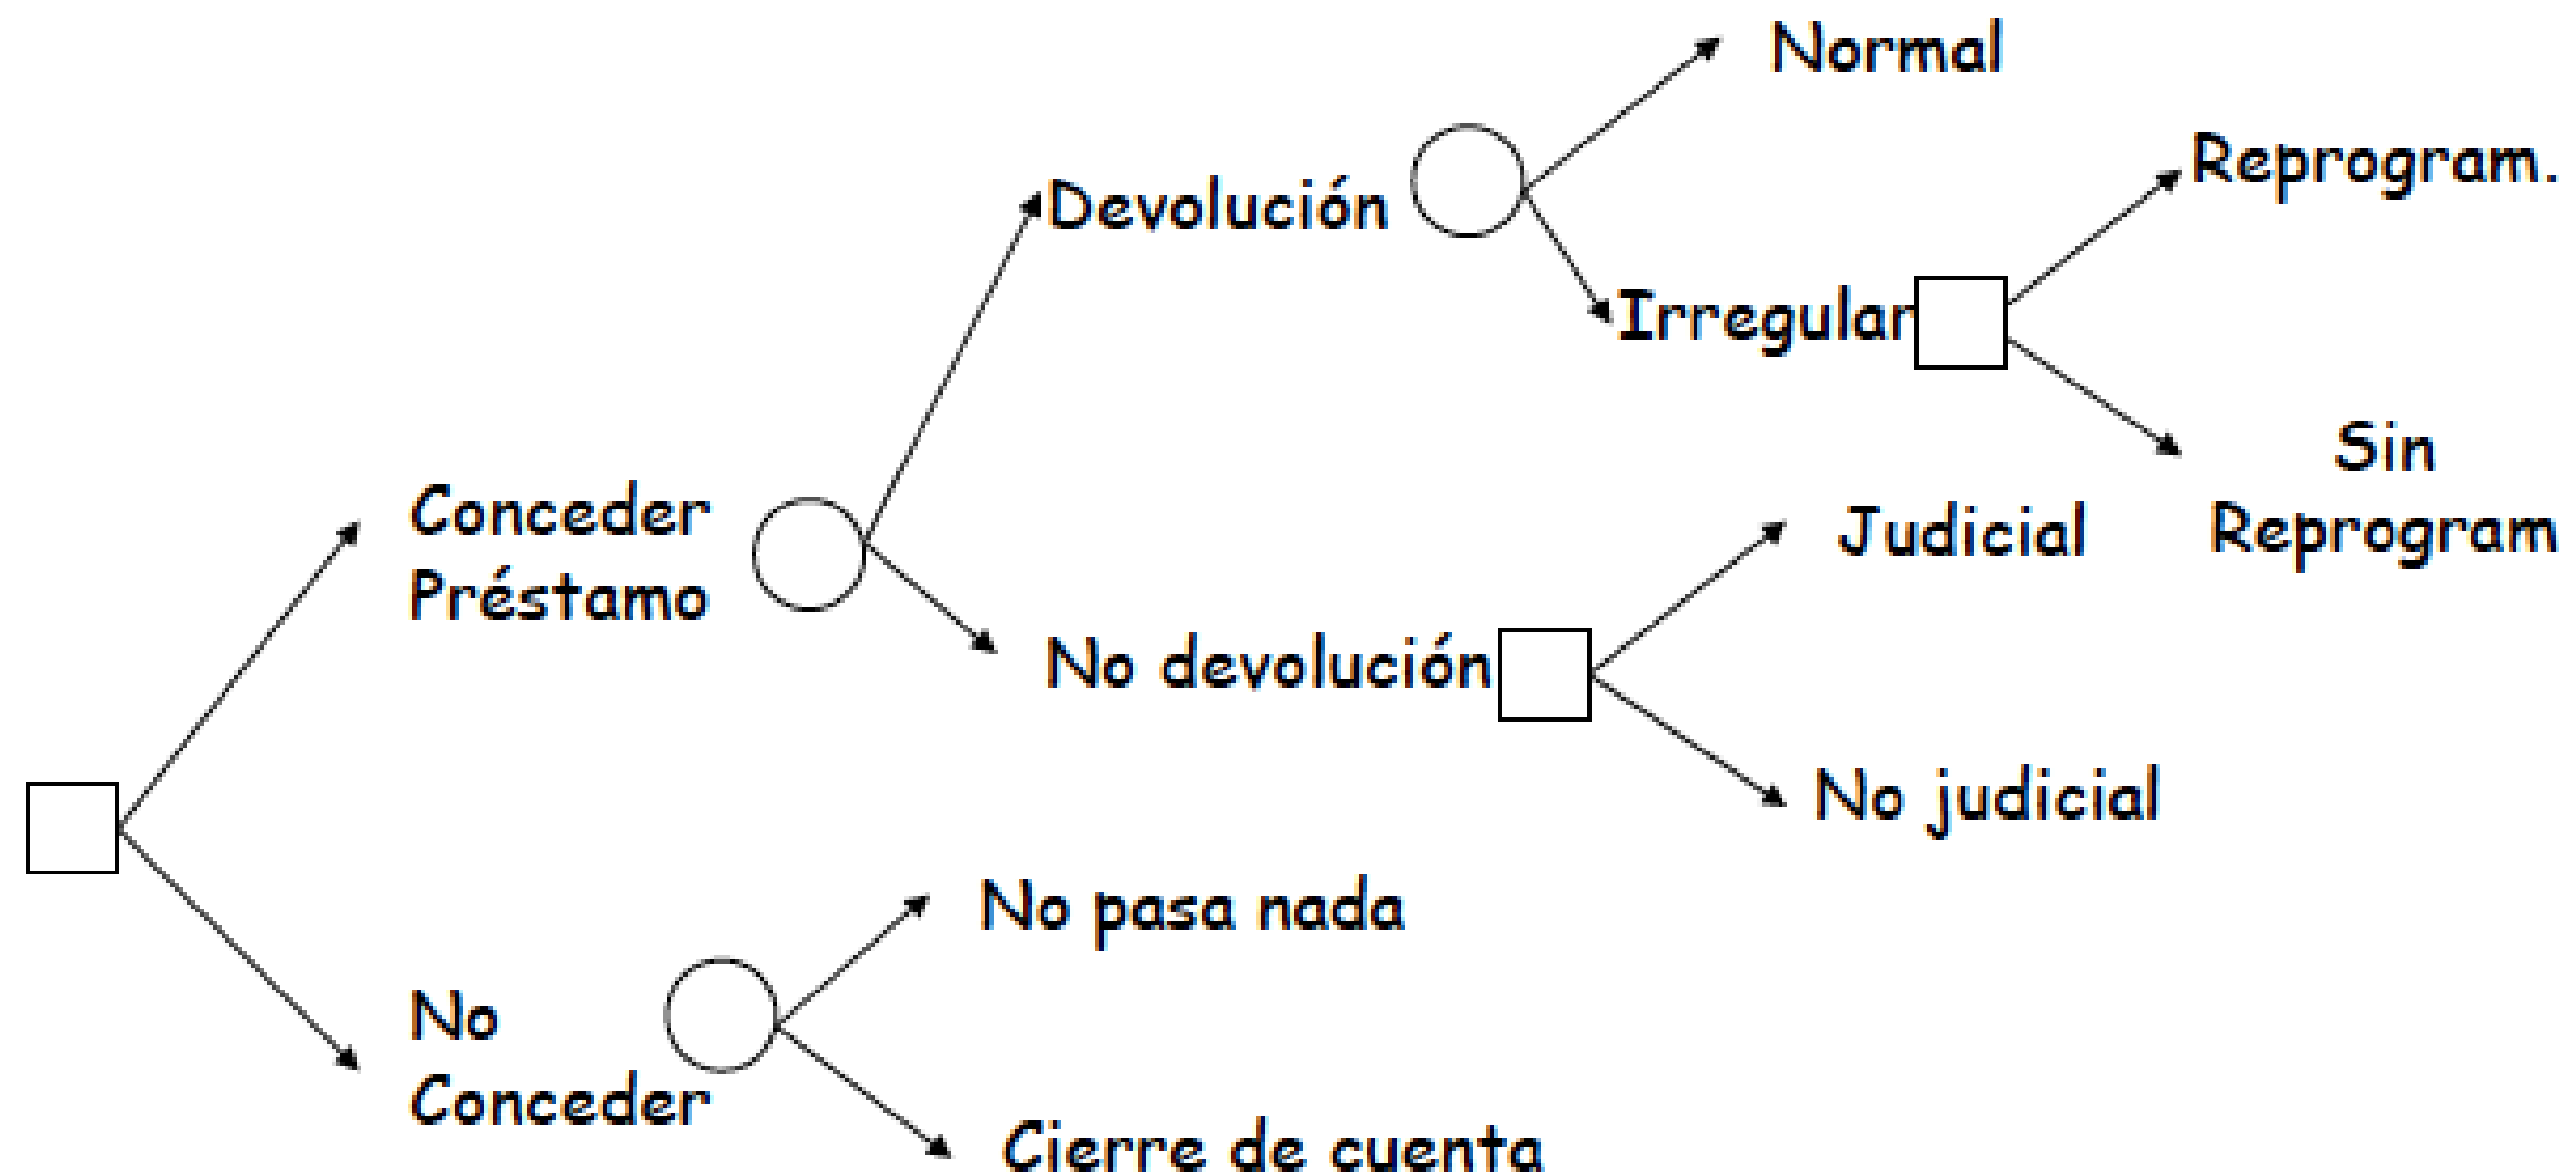 Normal
Reprogram.
Devolución
Irregular
Sin
Reprogram
Conceder
Préstamo
Judicial
No devolución
No judicial
No pasa nada
No
Conceder
Cierre de cuenta